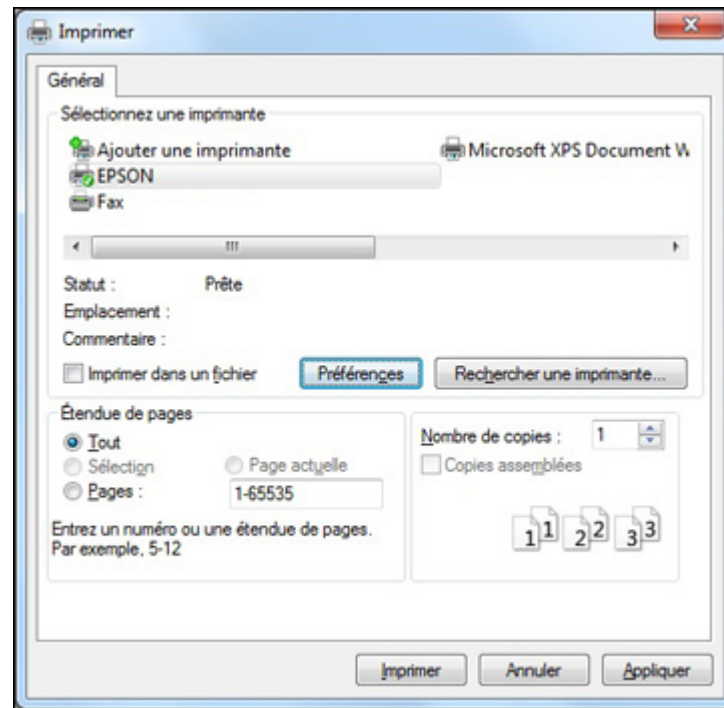 Imprimer
Général
Sélectionnez une imprimante
Ajouter une imprimante
Microsoft XPS Document W
EPSON
Fax
Statut : Prête
Emplacement :
Commentaire :
Imprimer dans un fichier
Préférences
Rechercher une imprimante...
Étendue de pages
Tout
Sélection
Page actuelle
Pages : 1-65535
Entrez un numéro ou une étendue de pages.
Par exemple, 5-12
Nombre de copies : 1
Copies assemblées
1 1 2 2 3 3
Imprimer
Annuler
Appliquer